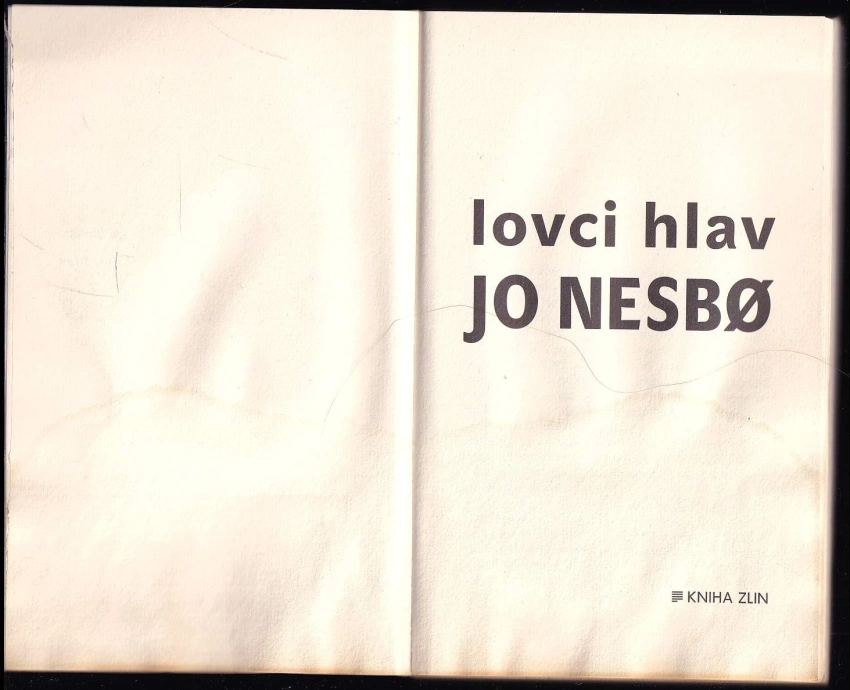 lovci hlav
JO NESBØ
KNIHA ZLIN